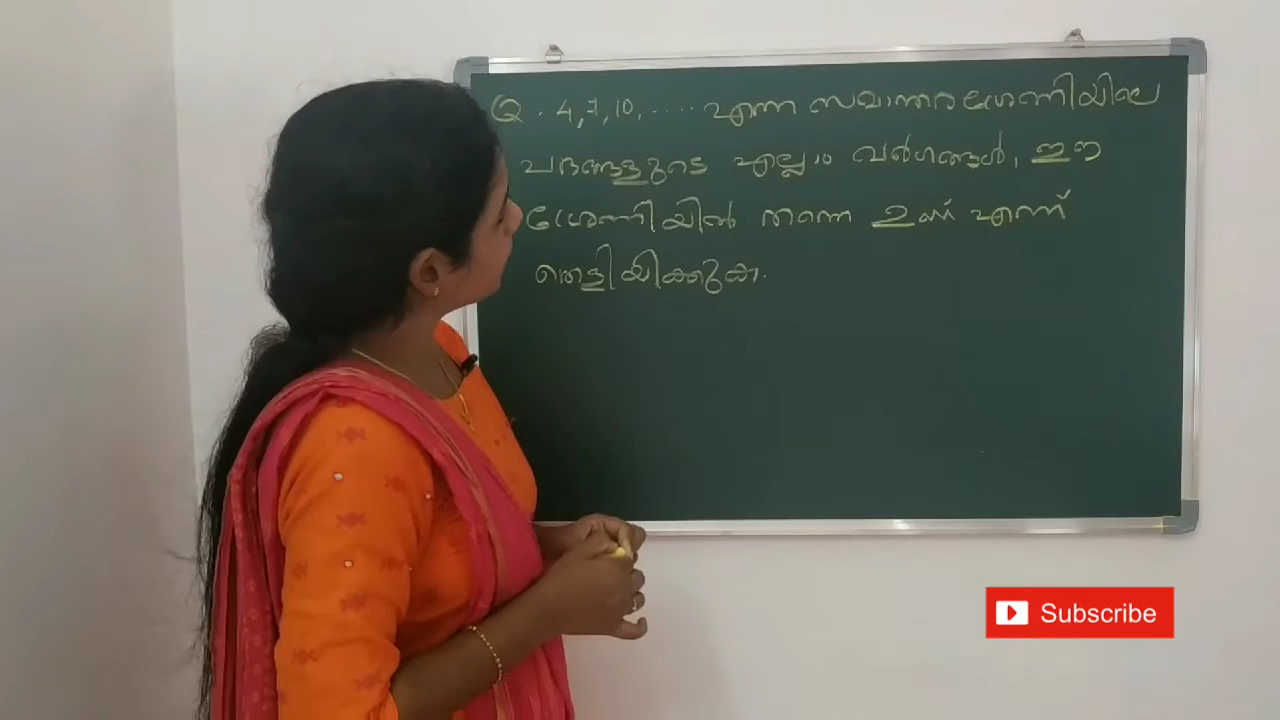 Q. 4, 7, 10, ..... എന്ന സമാന്തരശ്രേണിയിലെ
പദങ്ങളുടെ എല്ലാം വർഗങ്ങൾ, ഈ
ശ്രേണിയിൽ തന്നെ ഉണ്ട് എന്ന്
തെളിയിക്കുക.
Subscribe